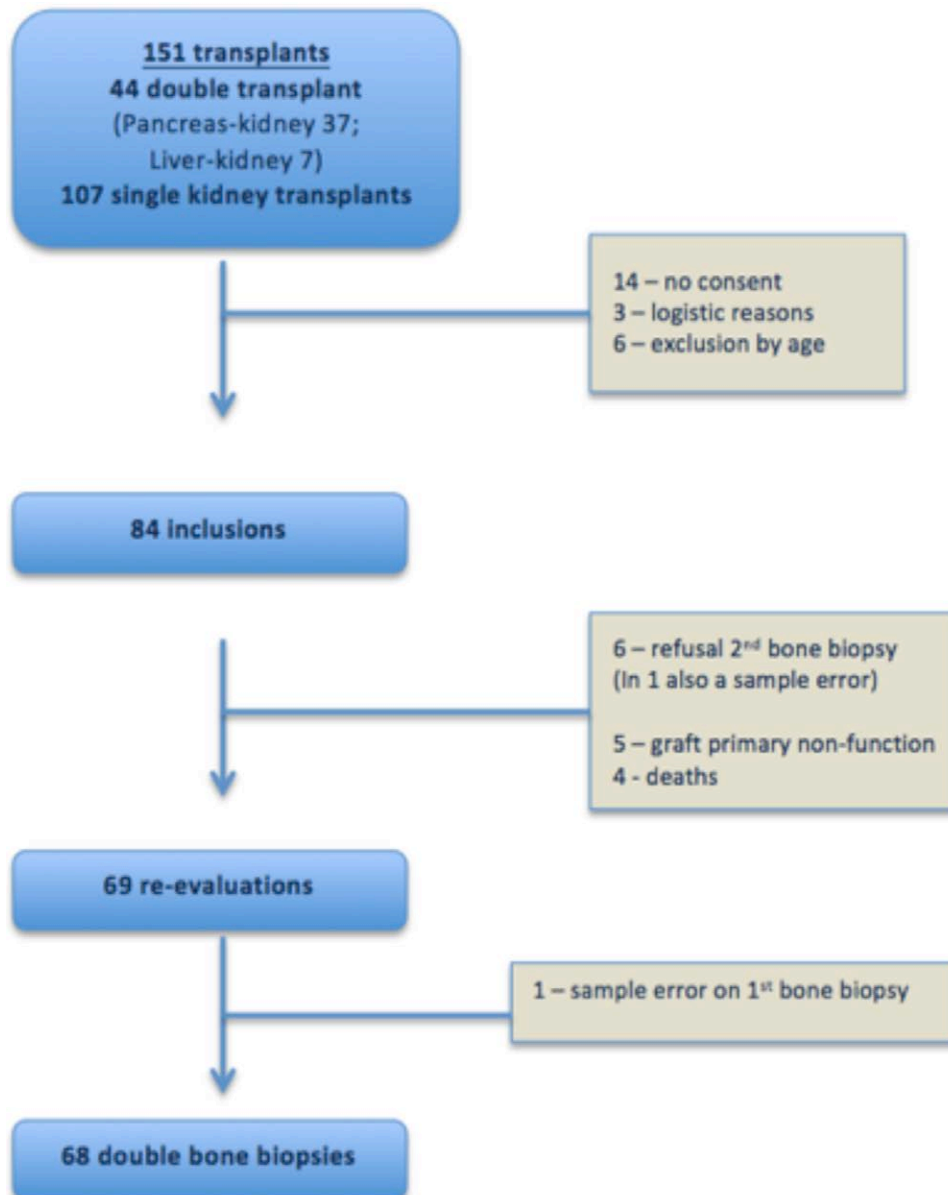 151 transplants
44 double transplant
(Pancreas-kidney 37;
Liver-kidney 7)
107 single kidney transplants
14 – no consent
3 – logistic reasons
6 – exclusion by age
84 inclusions
6 – refusal 2nd bone biopsy
(In 1 also a sample error)
5 – graft primary non-function
4 - deaths
69 re-evaluations
1 – sample error on 1st bone biopsy
68 double bone biopsies